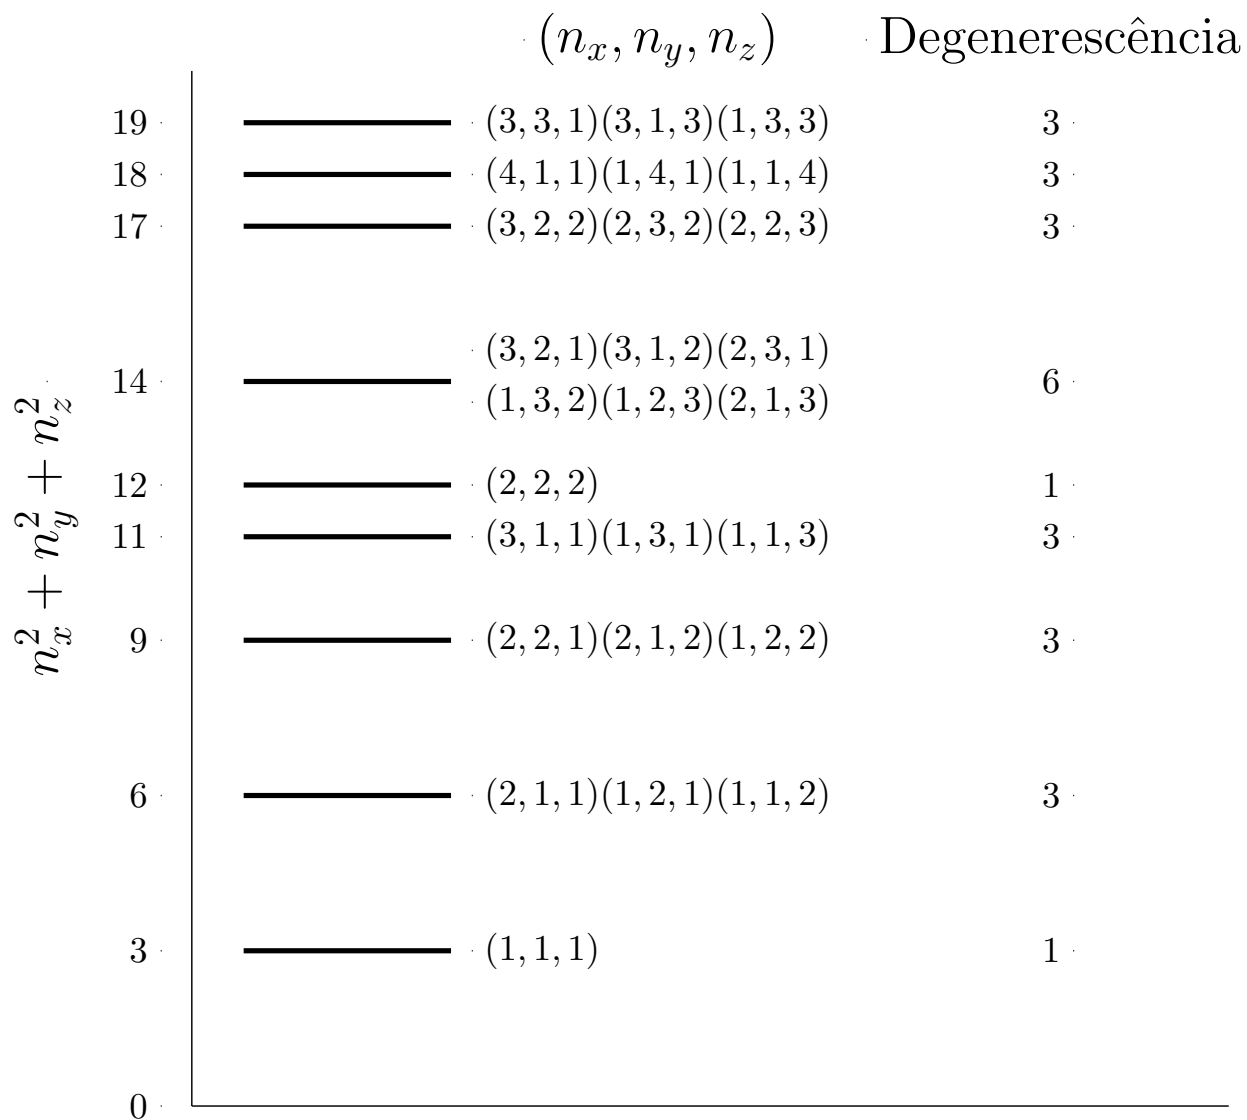 (n_x, n_y, n_z) Degenerescência
19 (3, 3, 1)(3, 1, 3)(1, 3, 3) 3
18 (4, 1, 1)(1, 4, 1)(1, 1, 4) 3
17 (3, 2, 2)(2, 3, 2)(2, 2, 3) 3
(3, 2, 1)(3, 1, 2)(2, 3, 1)
14 6
(1, 3, 2)(1, 2, 3)(2, 1, 3)
12 (2, 2, 2) 1
11 (3, 1, 1)(1, 3, 1)(1, 1, 3) 3
9 (2, 2, 1)(2, 1, 2)(1, 2, 2) 3
6 (2, 1, 1)(1, 2, 1)(1, 1, 2) 3
3 (1, 1, 1) 1
0
n_x^2 + n_y^2 + n_z^2